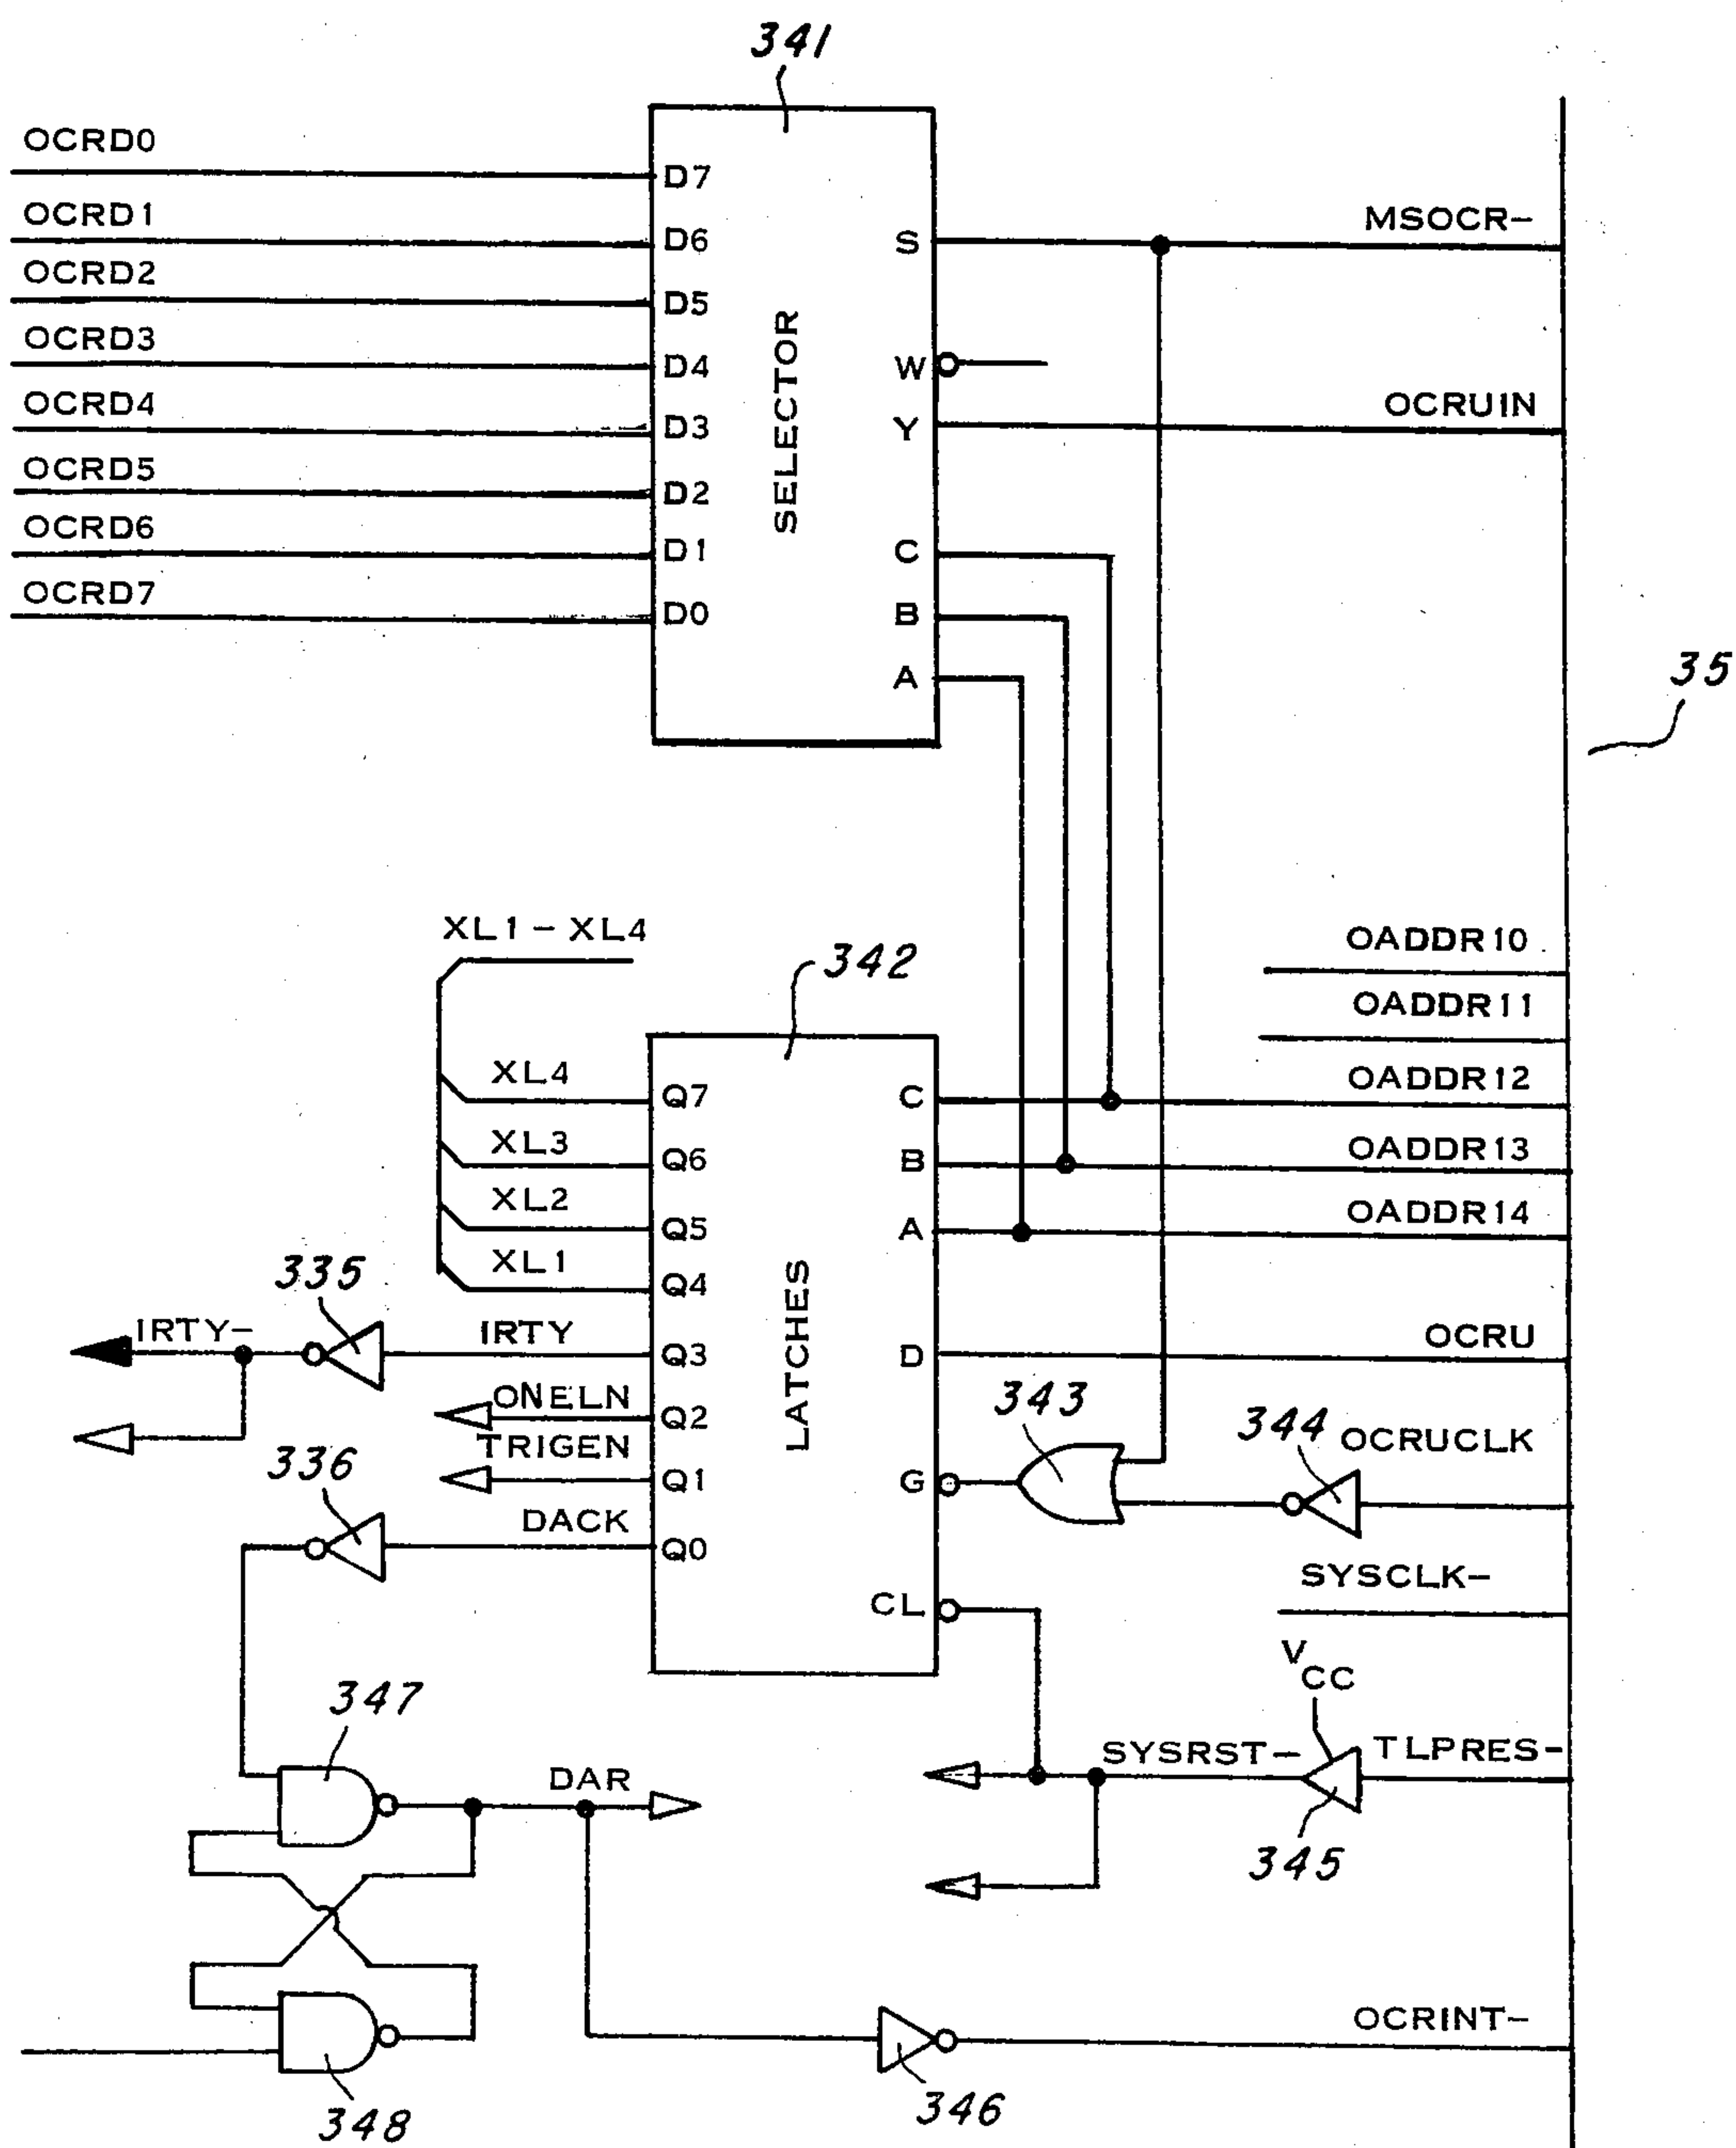 341
OCRD0
D7
OCRD1
D6
S
MSOCR-
OCRD2
D5
OCRD3
D4
W
OCRD4
D3
Y
OCRUIN
OCRD5
D2
SELECTOR
OCRD6
D1
C
OCRD7
D0
B
A
35
XL1-XL4
342
OADDR10
OADDR11
XL4
Q7
C
OADDR12
XL3
Q6
B
OADDR13
XL2
Q5
A
OADDR14
XL1
Q4
335
IRTY-
IRTY
Q3
LATCHES
D
OCRU
ONELN
Q2
343
344
OCRUCLK
TRIGEN
Q1
G
336
DACK
Q0
SYSCLK-
CL
VCC
347
SYSRST-
TLPRES-
DAR
345
OCRINT-
346
348